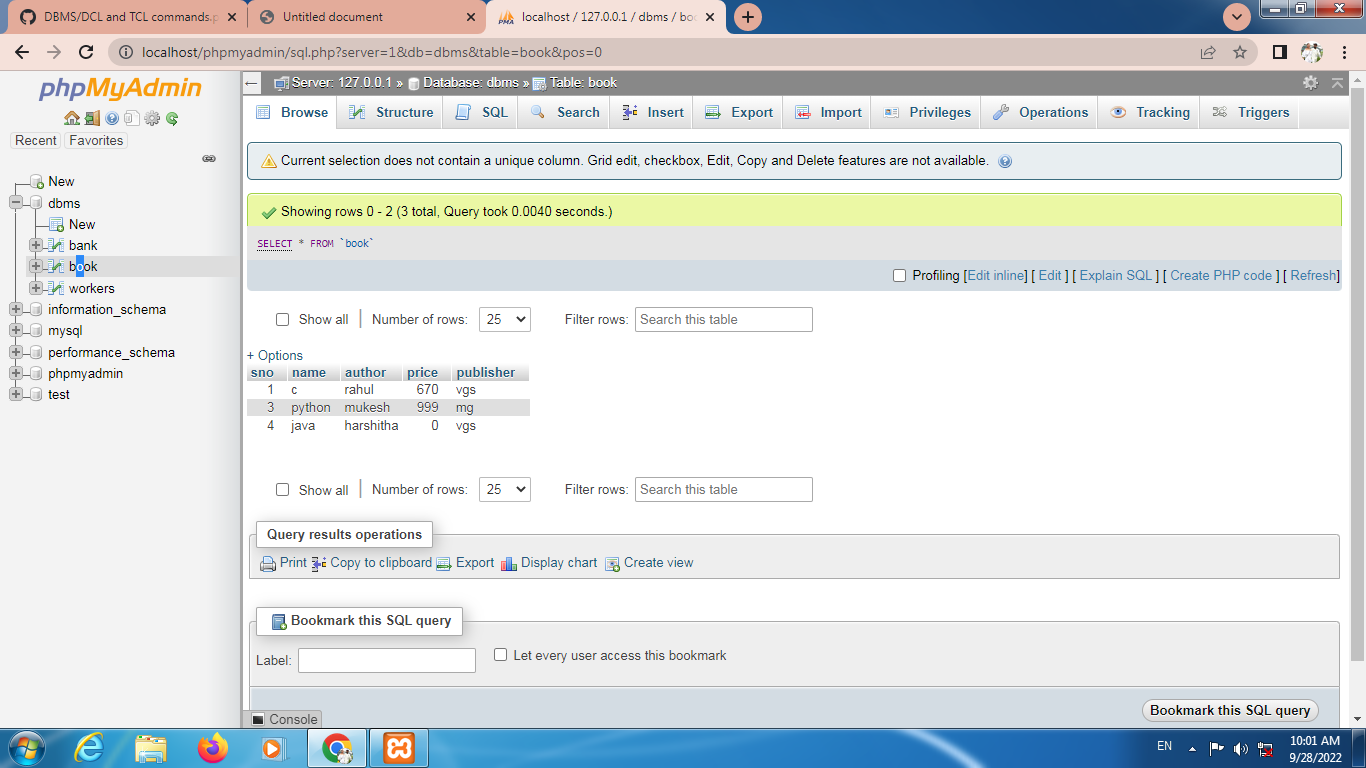 DBMS/DCL and TCL commands.p
Untitled document
localhost / 127.0.0.1 / dbms / boo
localhost/phpmyadmin/sql.php?server=1&db=dbms&table=book&pos=0
phpMyAdmin
Recent Favorites
New
dbms
New
bank
book
workers
information_schema
mysql
performance_schema
phpmyadmin
test
Server: 127.0.0.1 » Database: dbms » Table: book
Browse Structure SQL Search Insert Export Import Privileges Operations Tracking Triggers
Current selection does not contain a unique column. Grid edit, checkbox, Edit, Copy and Delete features are not available.
Showing rows 0 - 2 (3 total, Query took 0.0040 seconds.)
SELECT * FROM `book`
Profiling [Edit inline] [ Edit ] [ Explain SQL ] [ Create PHP code ] [ Refresh]
Show all | Number of rows: 25 Filter rows: Search this table
+ Options
sno name author price publisher
1 c rahul 670 vgs
3 python mukesh 999 mg
4 java harshitha 0 vgs
Show all | Number of rows: 25 Filter rows: Search this table
Query results operations
Print Copy to clipboard Export Display chart Create view
Bookmark this SQL query
Label: Let every user access this bookmark
Bookmark this SQL query
Console
EN 10:01 AM
9/28/2022